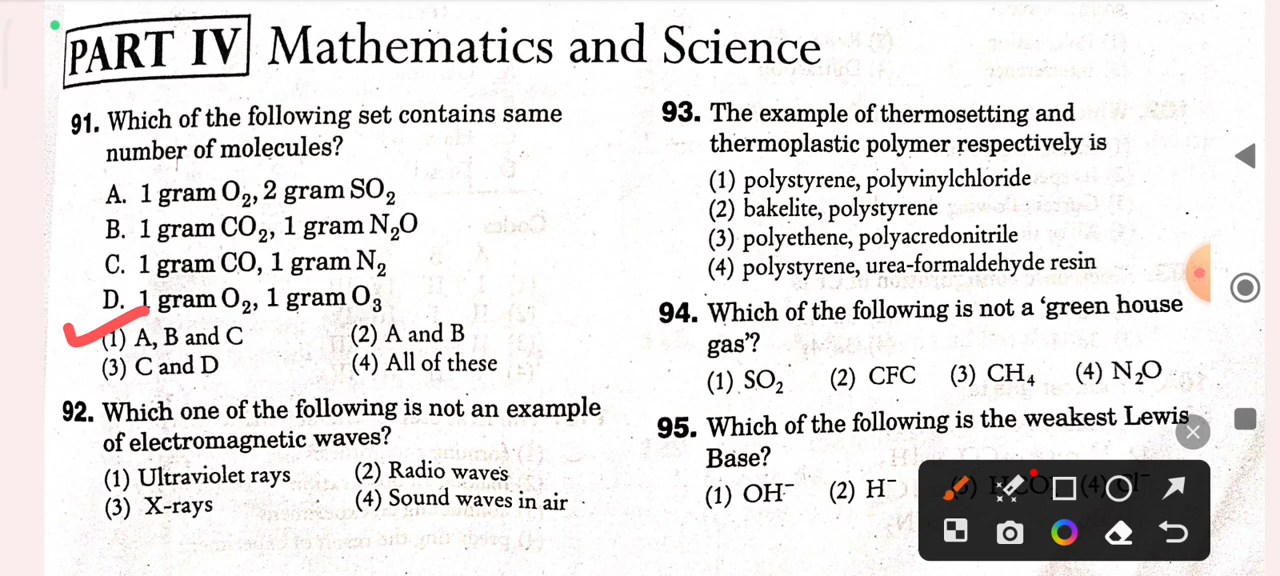 PART IV Mathematics and Science
91. Which of the following set contains same
number of molecules?
A. 1 gram O₂, 2 gram SO₂
B. 1 gram CO₂, 1 gram N₂O
C. 1 gram CO, 1 gram N₂
D. 1 gram O₂, 1 gram O₃
(1) A, B and C (2) A and B
(3) C and D (4) All of these
92. Which one of the following is not an example
of electromagnetic waves?
(1) Ultraviolet rays (2) Radio waves
(3) X-rays (4) Sound waves in air
93. The example of thermosetting and
thermoplastic polymer respectively is
(1) polystyrene, polyvinylchloride
(2) bakelite, polystyrene
(3) polyethene, polyacredonitrile
(4) polystyrene, urea-formaldehyde resin
94. Which of the following is not a ‘green house
gas’?
(1) SO₂ (2) CFC (3) CH₄ (4) N₂O
95. Which of the following is the weakest Lewis
Base?
(1) OH⁻ (2) H⁻ (4) Cl⁻